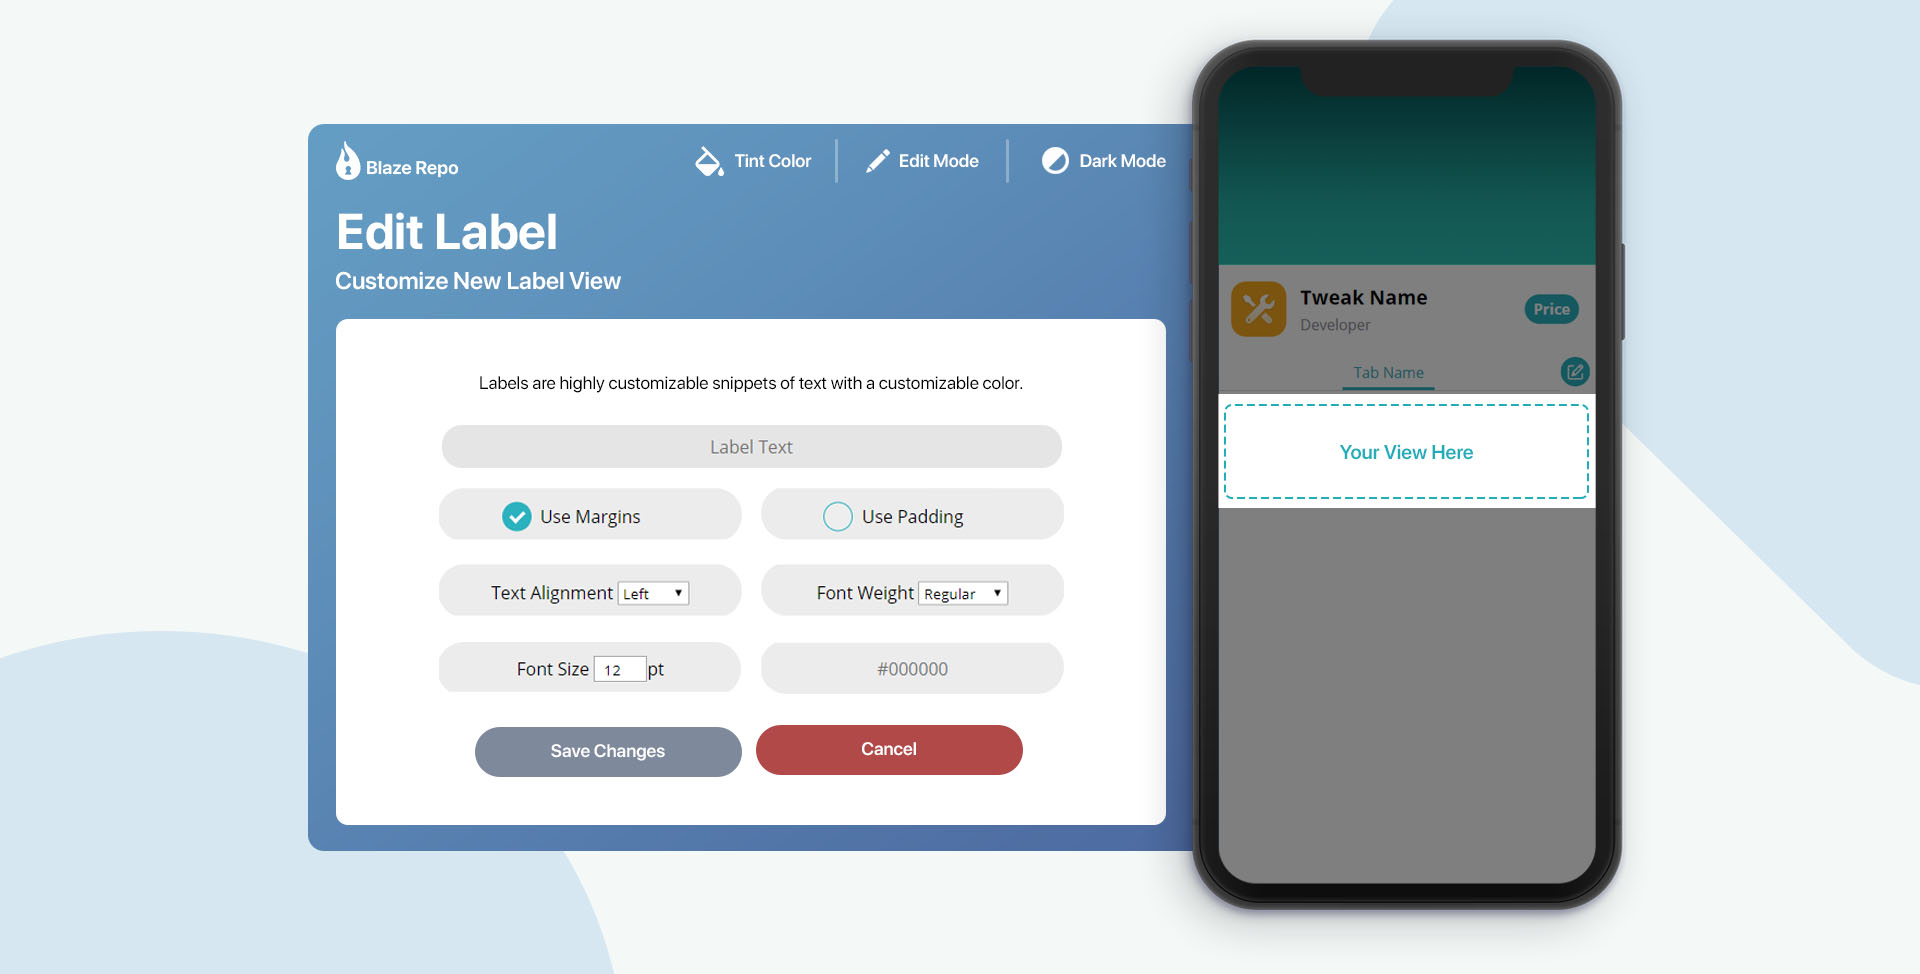 Blaze Repo
Tint Color
Edit Mode
Dark Mode
Edit Label
Customize New Label View
Labels are highly customizable snippets of text with a customizable color.
Label Text
Use Margins
Use Padding
Text Alignment Left
Font Weight Regular
Font Size 12 pt
#000000
Save Changes
Cancel
Tweak Name
Developer
Price
Tab Name
Your View Here